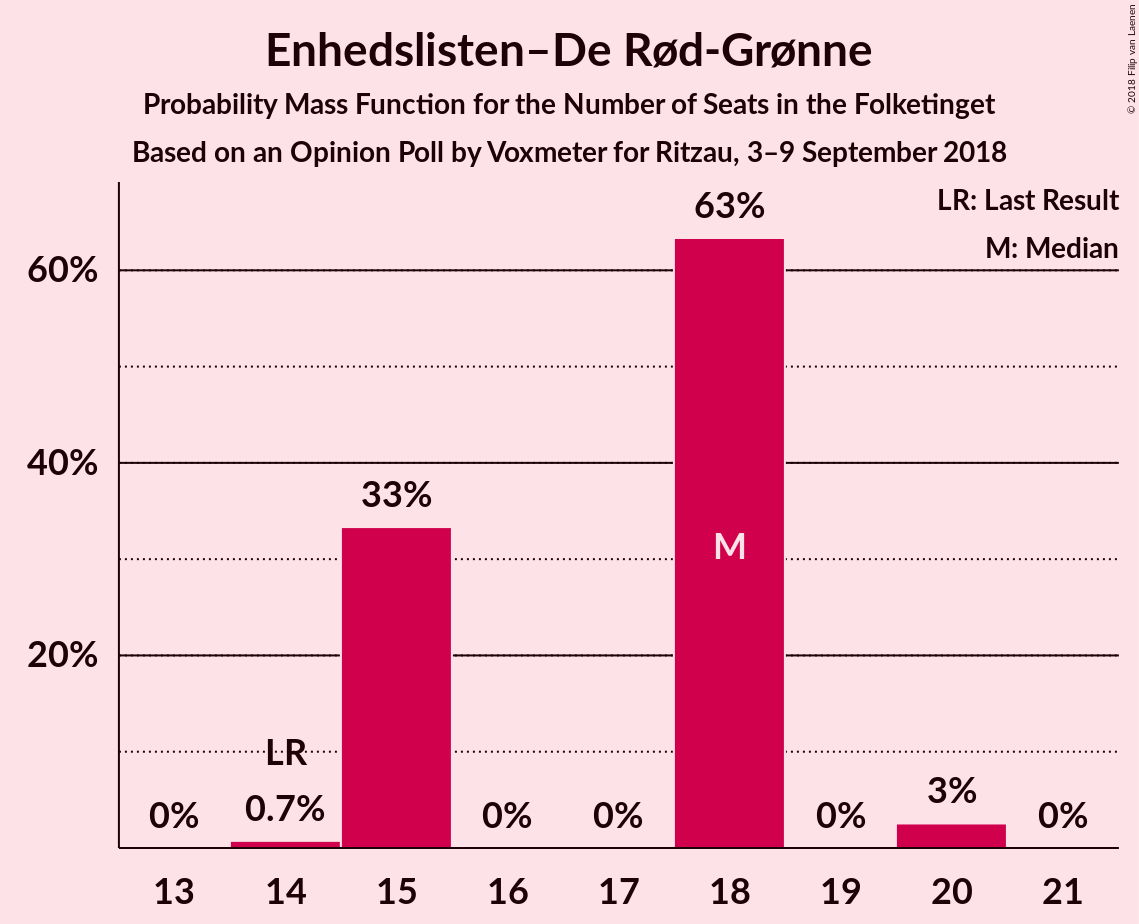 Enhedslisten–De Rød-Grønne
Probability Mass Function for the Number of Seats in the Folketinget
Based on an Opinion Poll by Voxmeter for Ritzau, 3–9 September 2018
© 2018 Filip van Laenen
LR: Last Result
M: Median
63%
60%
40%
33%
M
20%
LR
0%
0.7%
0%
0%
0%
3%
0%
13
14
15
16
17
18
19
20
21